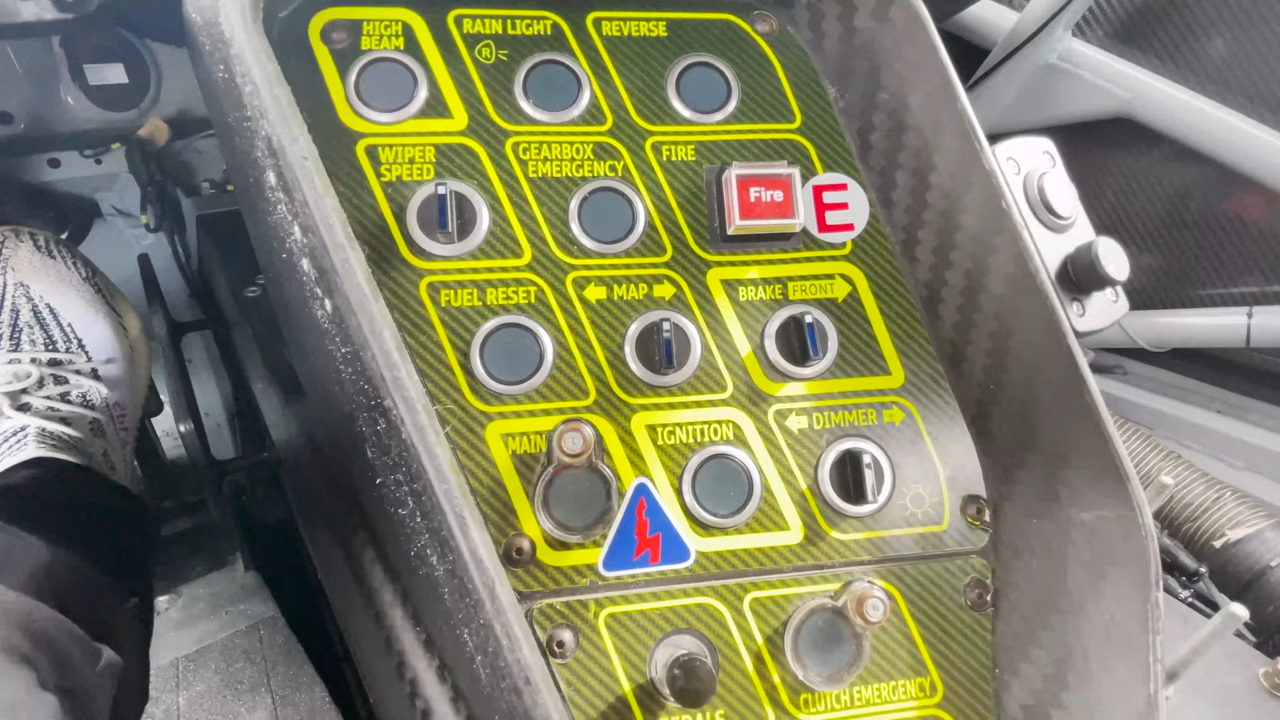 HIGH
BEAM
RAIN LIGHT
R
REVERSE
WIPER
SPEED
GEARBOX
EMERGENCY
FIRE
Fire
E
FUEL RESET
MAP
BRAKE FRONT
MAIN
IGNITION
DIMMER
PEDALS
CLUTCH EMERGENCY